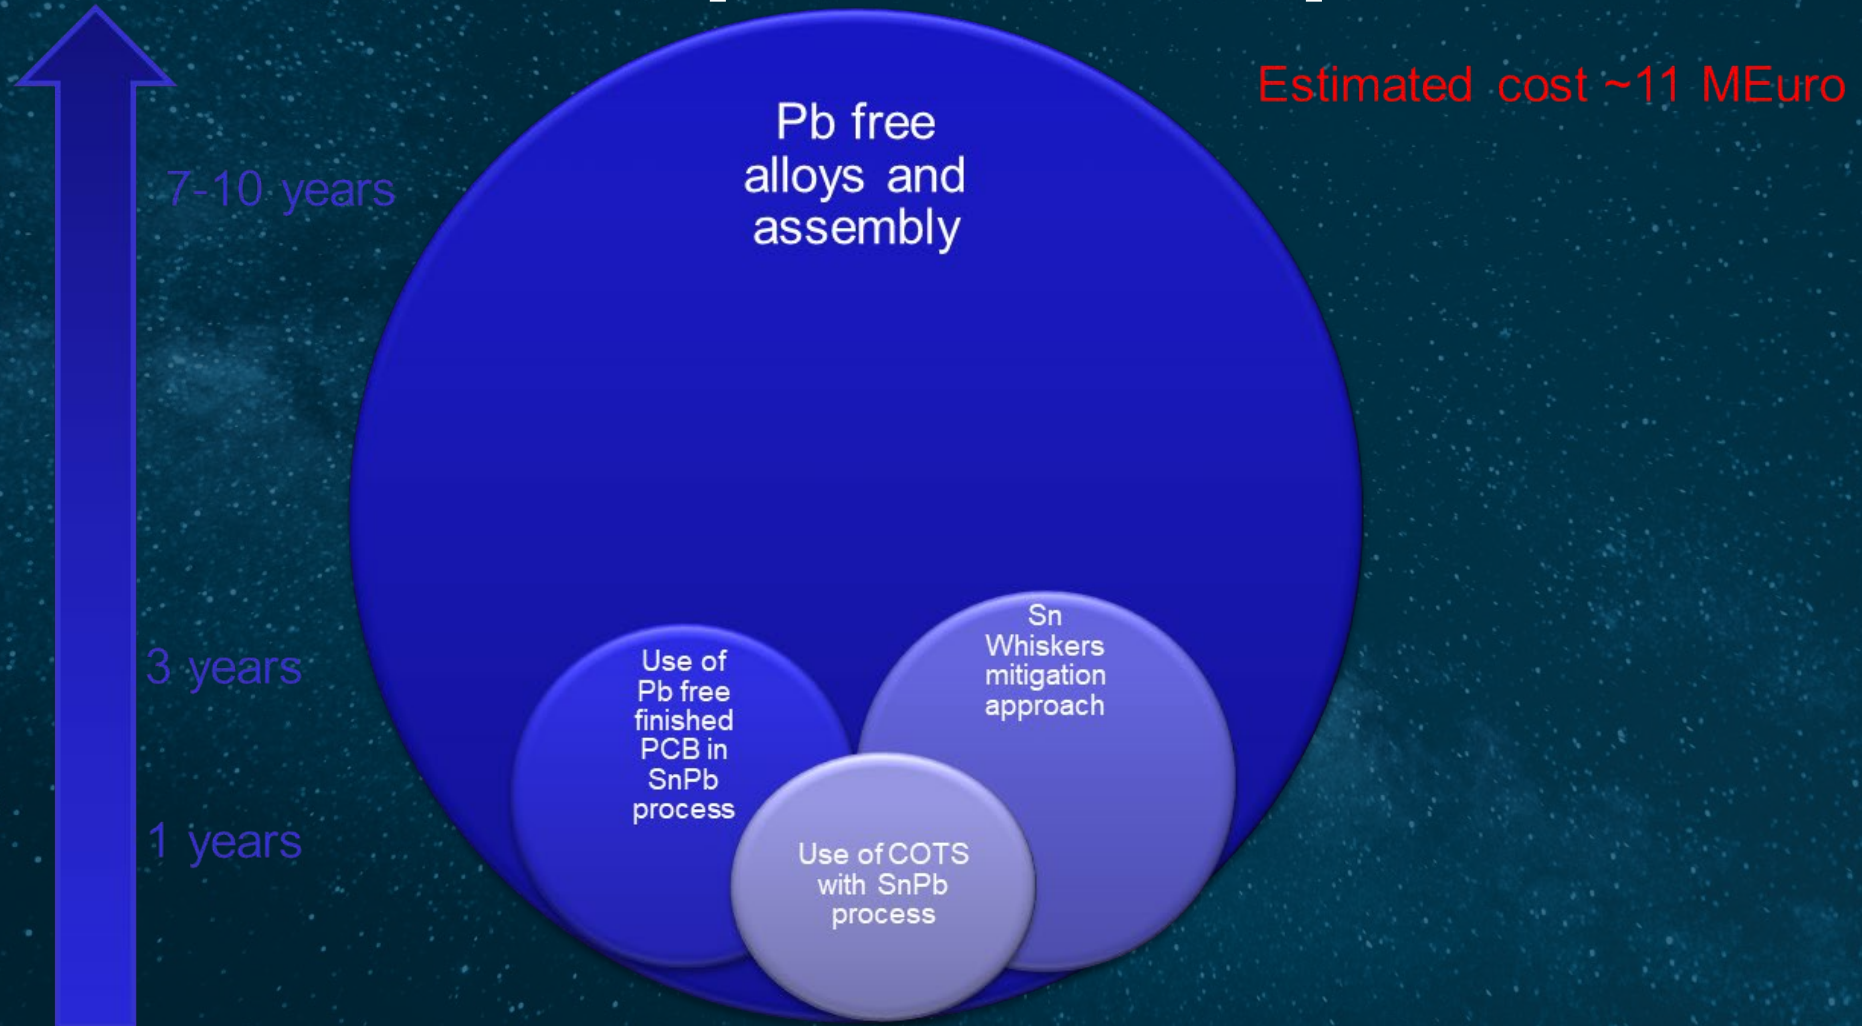 Estimated cost ~11 MEuro
Pb free
alloys and
assembly
7-10 years
3 years
1 years
Use of
Pb free
finished
PCB in
SnPb
process
Sn
Whiskers
mitigation
approach
Use of COTS
with SnPb
process